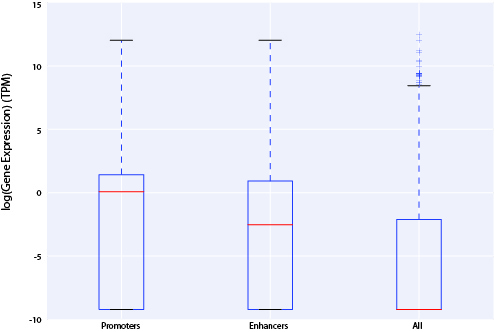 15
10
5
0
-5
-10
log(Gene Expression) (TPM)
Promoters
Enhancers
All